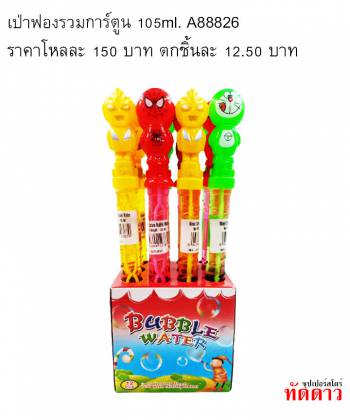 เป่าฟองรวมการ์ตูน 105ml. A88826
ราคาโหลละ 150 บาท ตกชิ้นละ 12.50 บาท
BUBBLE
WATER
ซุปเปอร์สโตร์
ทัดดาว